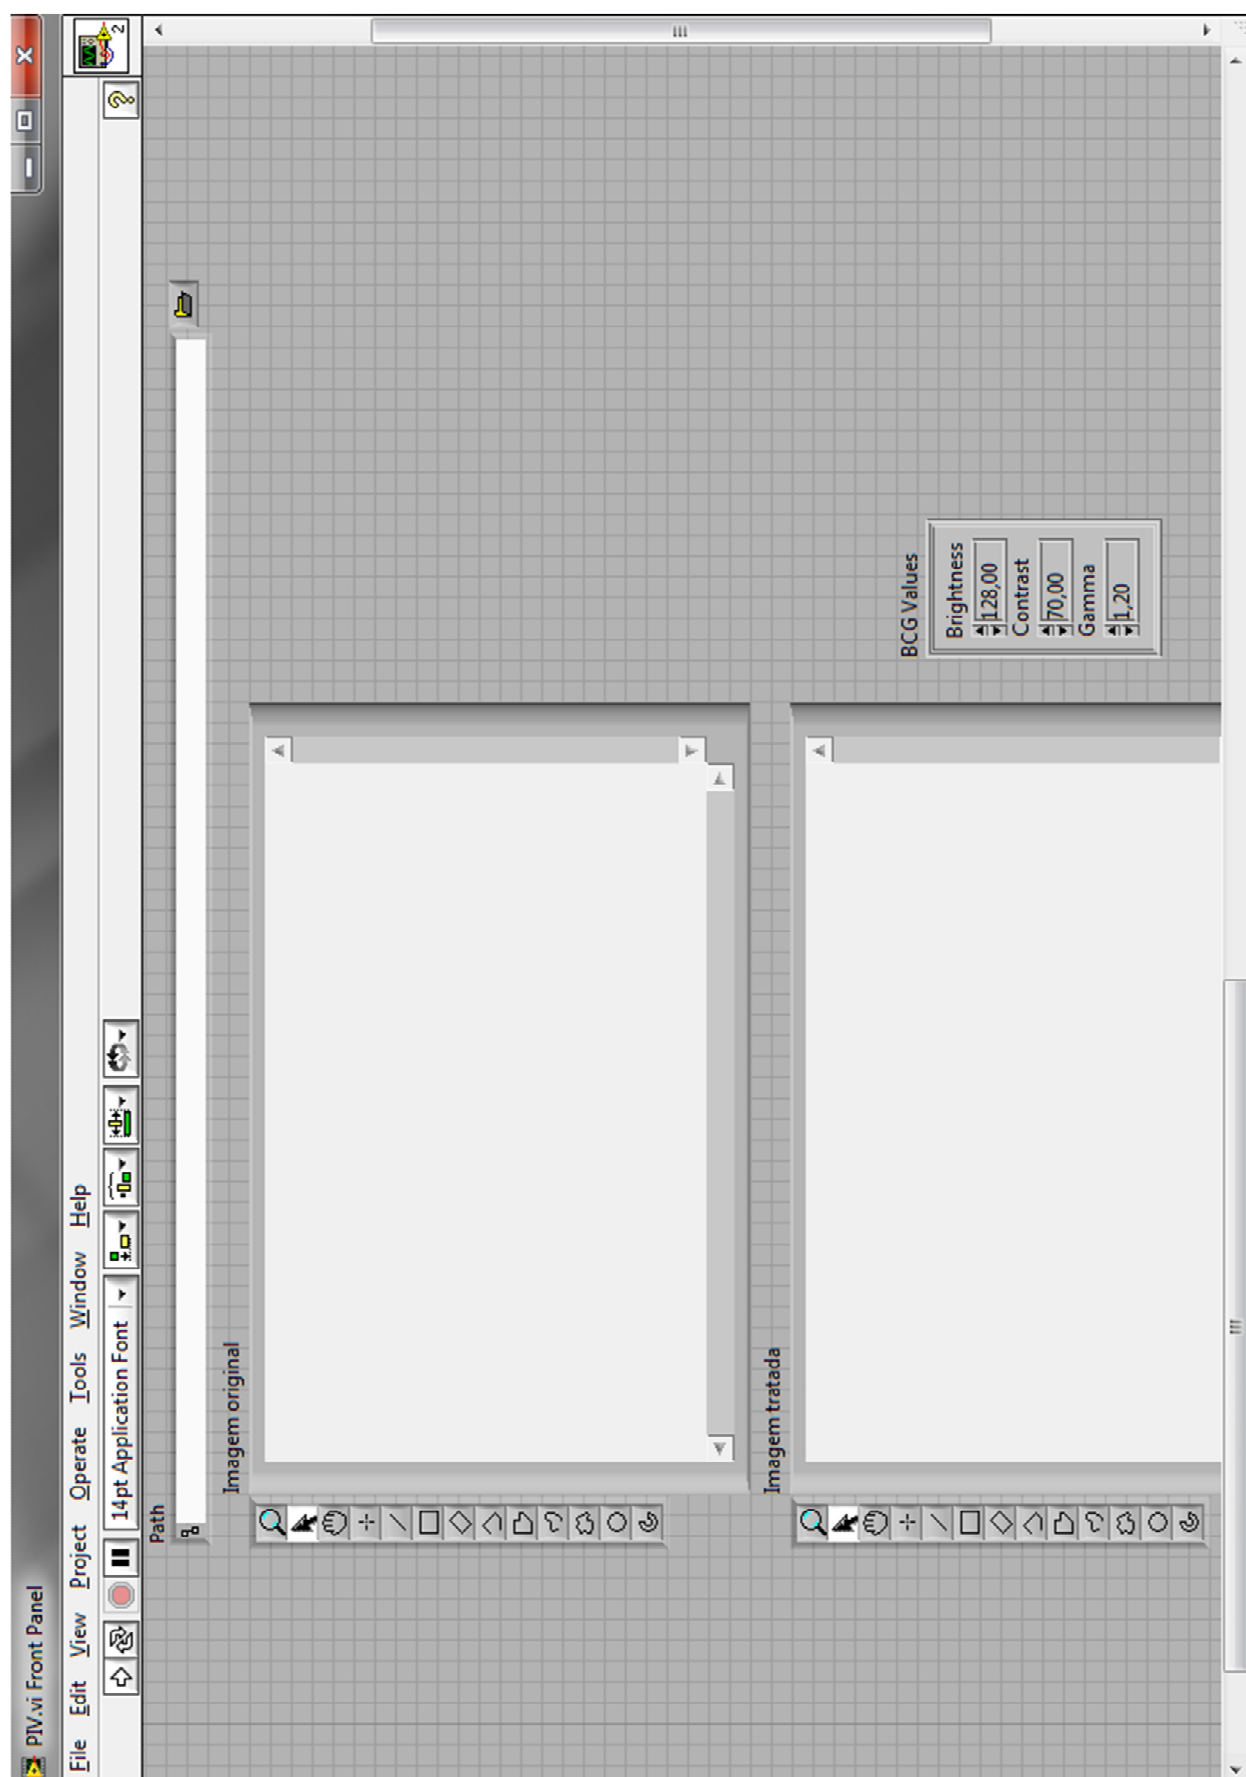 PIV.vi Front Panel
File Edit View Project Operate Tools Window Help
14pt Application Font
2
Path
Imagem original
Imagem tratada
BCG Values
Brightness
128,00
Contrast
70,00
Gamma
1,20